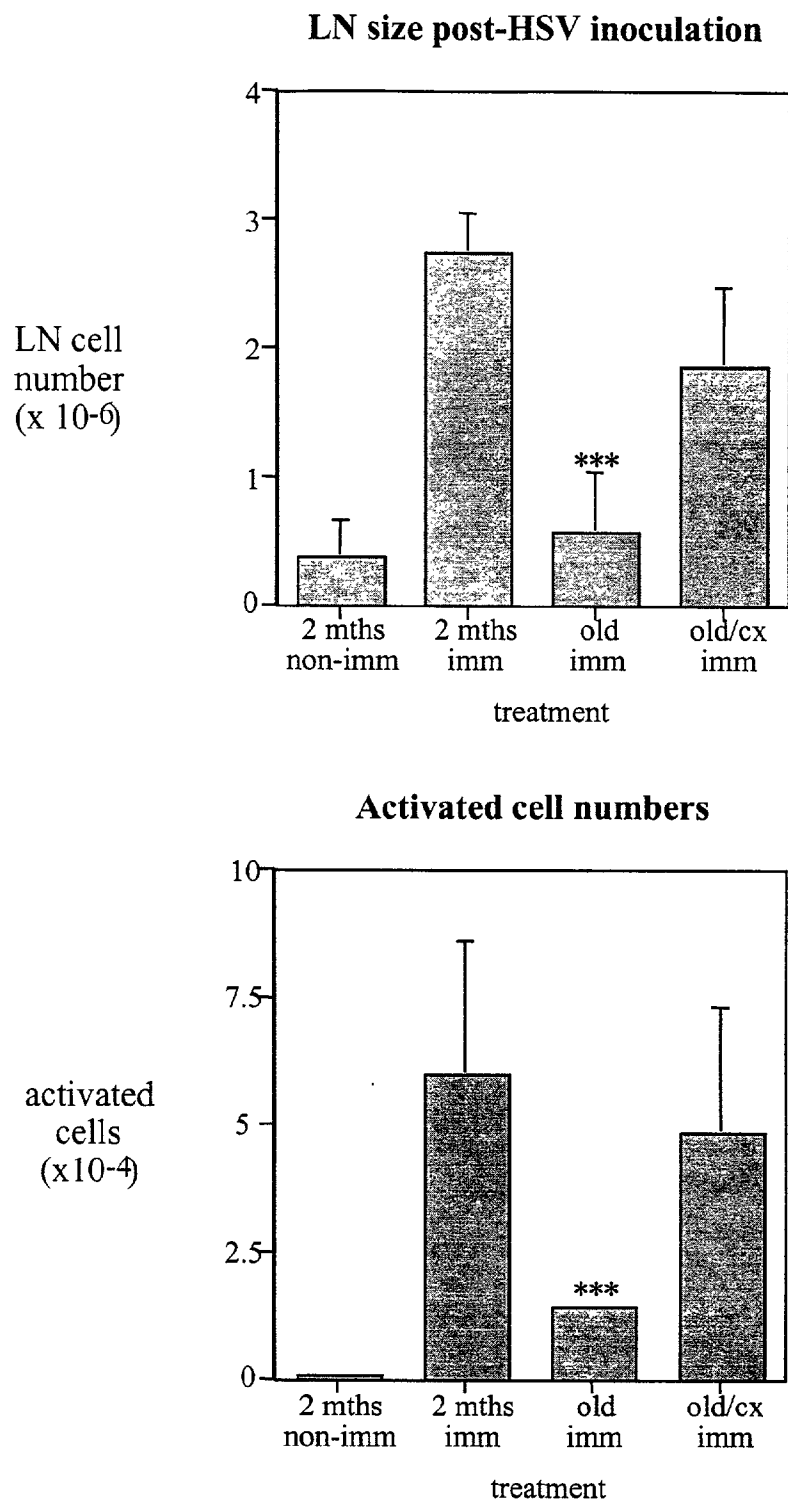 LN size post-HSV inoculation
4
3
2
1
0
LN cell
number
(x 10-6)
***
2 mths
non-imm
2 mths
imm
old
imm
old/cx
imm
treatment
Activated cell numbers
10
7.5
5
2.5
0
activated
cells
(x10-4)
***
2 mths
non-imm
2 mths
imm
old
imm
old/cx
imm
treatment